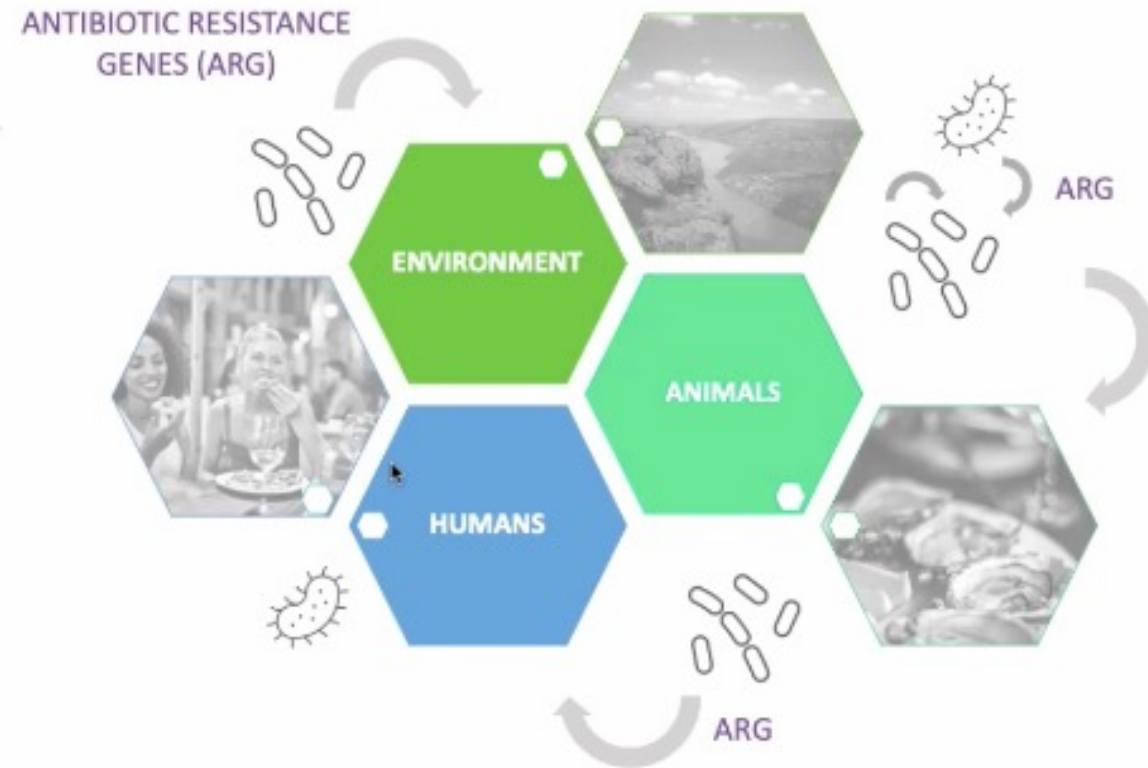 ANTIBIOTIC RESISTANCE
GENES (ARG)
ENVIRONMENT
ARG
ANIMALS
HUMANS
ARG